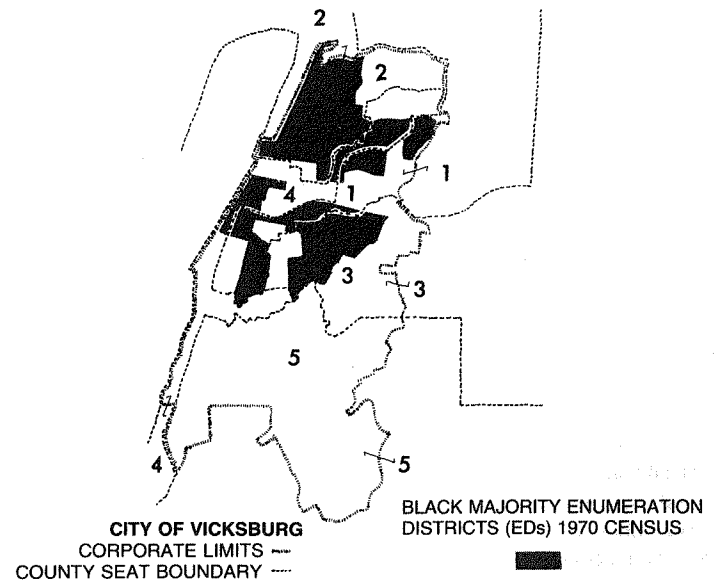 2
2
1
4 1
3
3
5
4
5
CITY OF VICKSBURG
CORPORATE LIMITS
COUNTY SEAT BOUNDARY
BLACK MAJORITY ENUMERATION
DISTRICTS (EDs) 1970 CENSUS